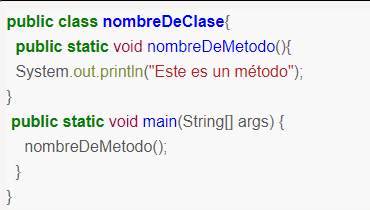 public class nombreDeClase{
public static void nombreDeMetodo(){
System.out.println("Este es un método");
}
public static void main(String[] args) {
nombreDeMetodo();
}
}